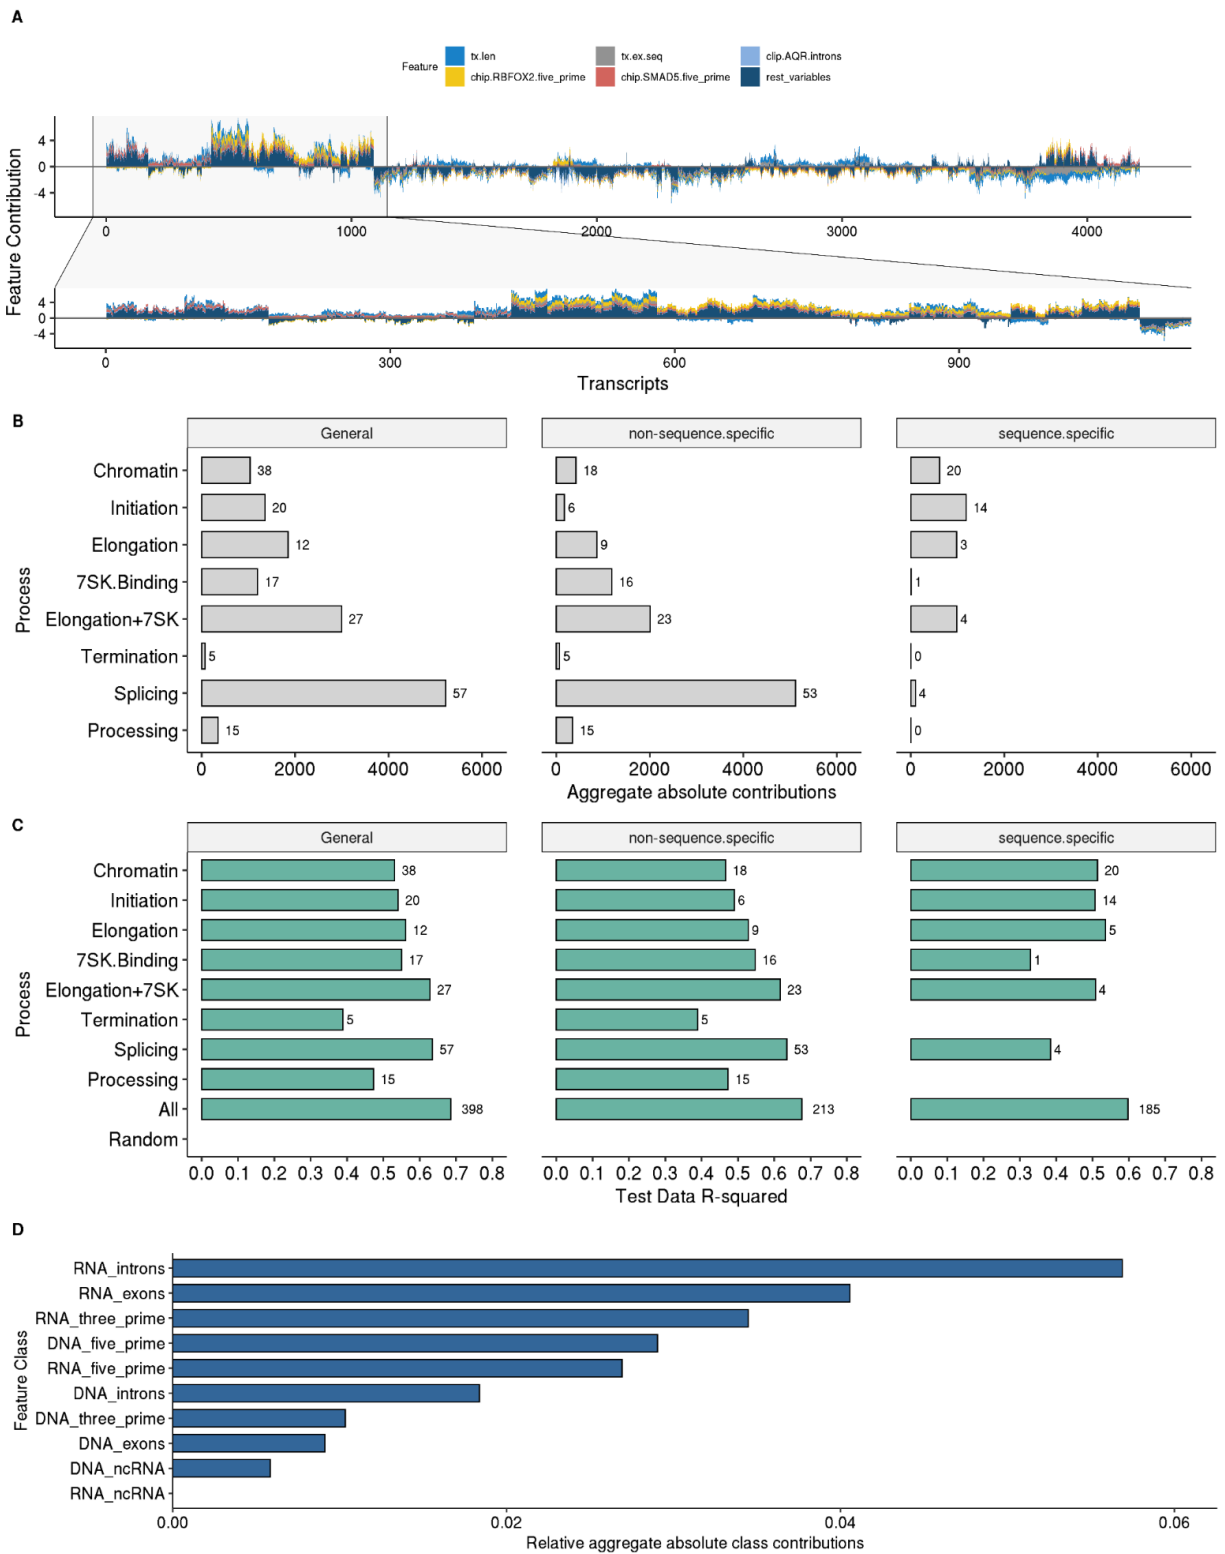 A
Feature
tx.len
tx.ex.seq
clip.AQR.introns
chip.RBFOX2.five_prime
chip.SMAD5.five_prime
rest_variables
Feature Contribution
4
0
-4
0
1000
2000
3000
4000
4
0
-4
0
300
600
900
Transcripts
B
General
non-sequence.specific
sequence.specific
Process
Chromatin
38
18
20
Initiation
20
6
14
Elongation
12
9
3
7SK.Binding
17
16
1
Elongation+7SK
27
23
4
Termination
5
5
0
Splicing
57
53
4
Processing
15
15
0
0 2000 4000 6000
0 2000 4000 6000
0 2000 4000 6000
Aggregate absolute contributions
C
General
non-sequence.specific
sequence.specific
Process
Chromatin
38
18
20
Initiation
20
6
14
Elongation
12
9
5
7SK.Binding
17
16
1
Elongation+7SK
27
23
4
Termination
5
5
Splicing
57
53
4
Processing
15
15
All
398
213
185
Random
0.0 0.1 0.2 0.3 0.4 0.5 0.6 0.7 0.8
0.0 0.1 0.2 0.3 0.4 0.5 0.6 0.7 0.8
0.0 0.1 0.2 0.3 0.4 0.5 0.6 0.7 0.8
Test Data R-squared
D
Feature Class
RNA_introns
RNA_exons
RNA_three_prime
DNA_five_prime
RNA_five_prime
DNA_introns
DNA_three_prime
DNA_exons
DNA_ncRNA
RNA_ncRNA
0.00
0.02
0.04
0.06
Relative aggregate absolute class contributions